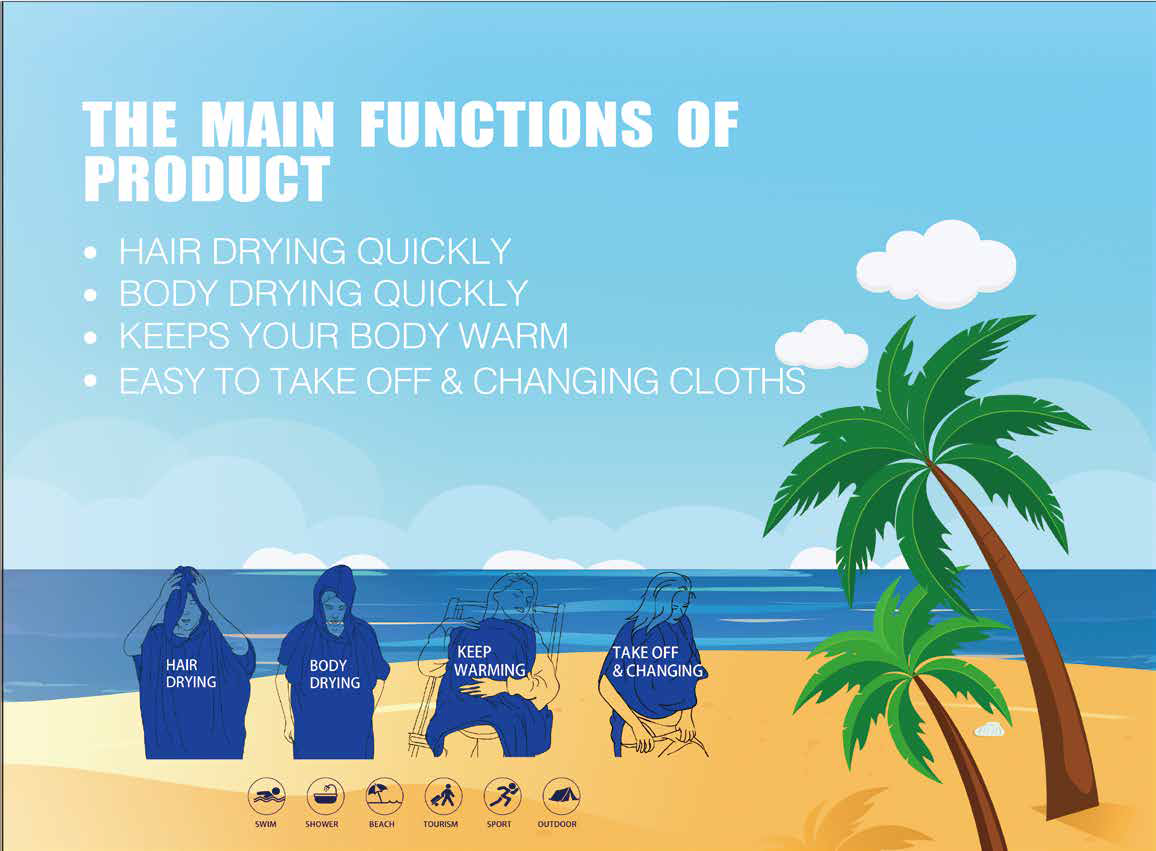 THE MAIN FUNCTIONS OF
PRODUCT
• HAIR DRYING QUICKLY
• BODY DRYING QUICKLY
• KEEPS YOUR BODY WARM
• EASY TO TAKE OFF & CHANGING CLOTHS
HAIR
DRYING
BODY
DRYING
KEEP
WARMING
TAKE OFF
& CHANGING
SWIM
SHOWER
BEACH
TOURISM
SPORT
OUTDOOR